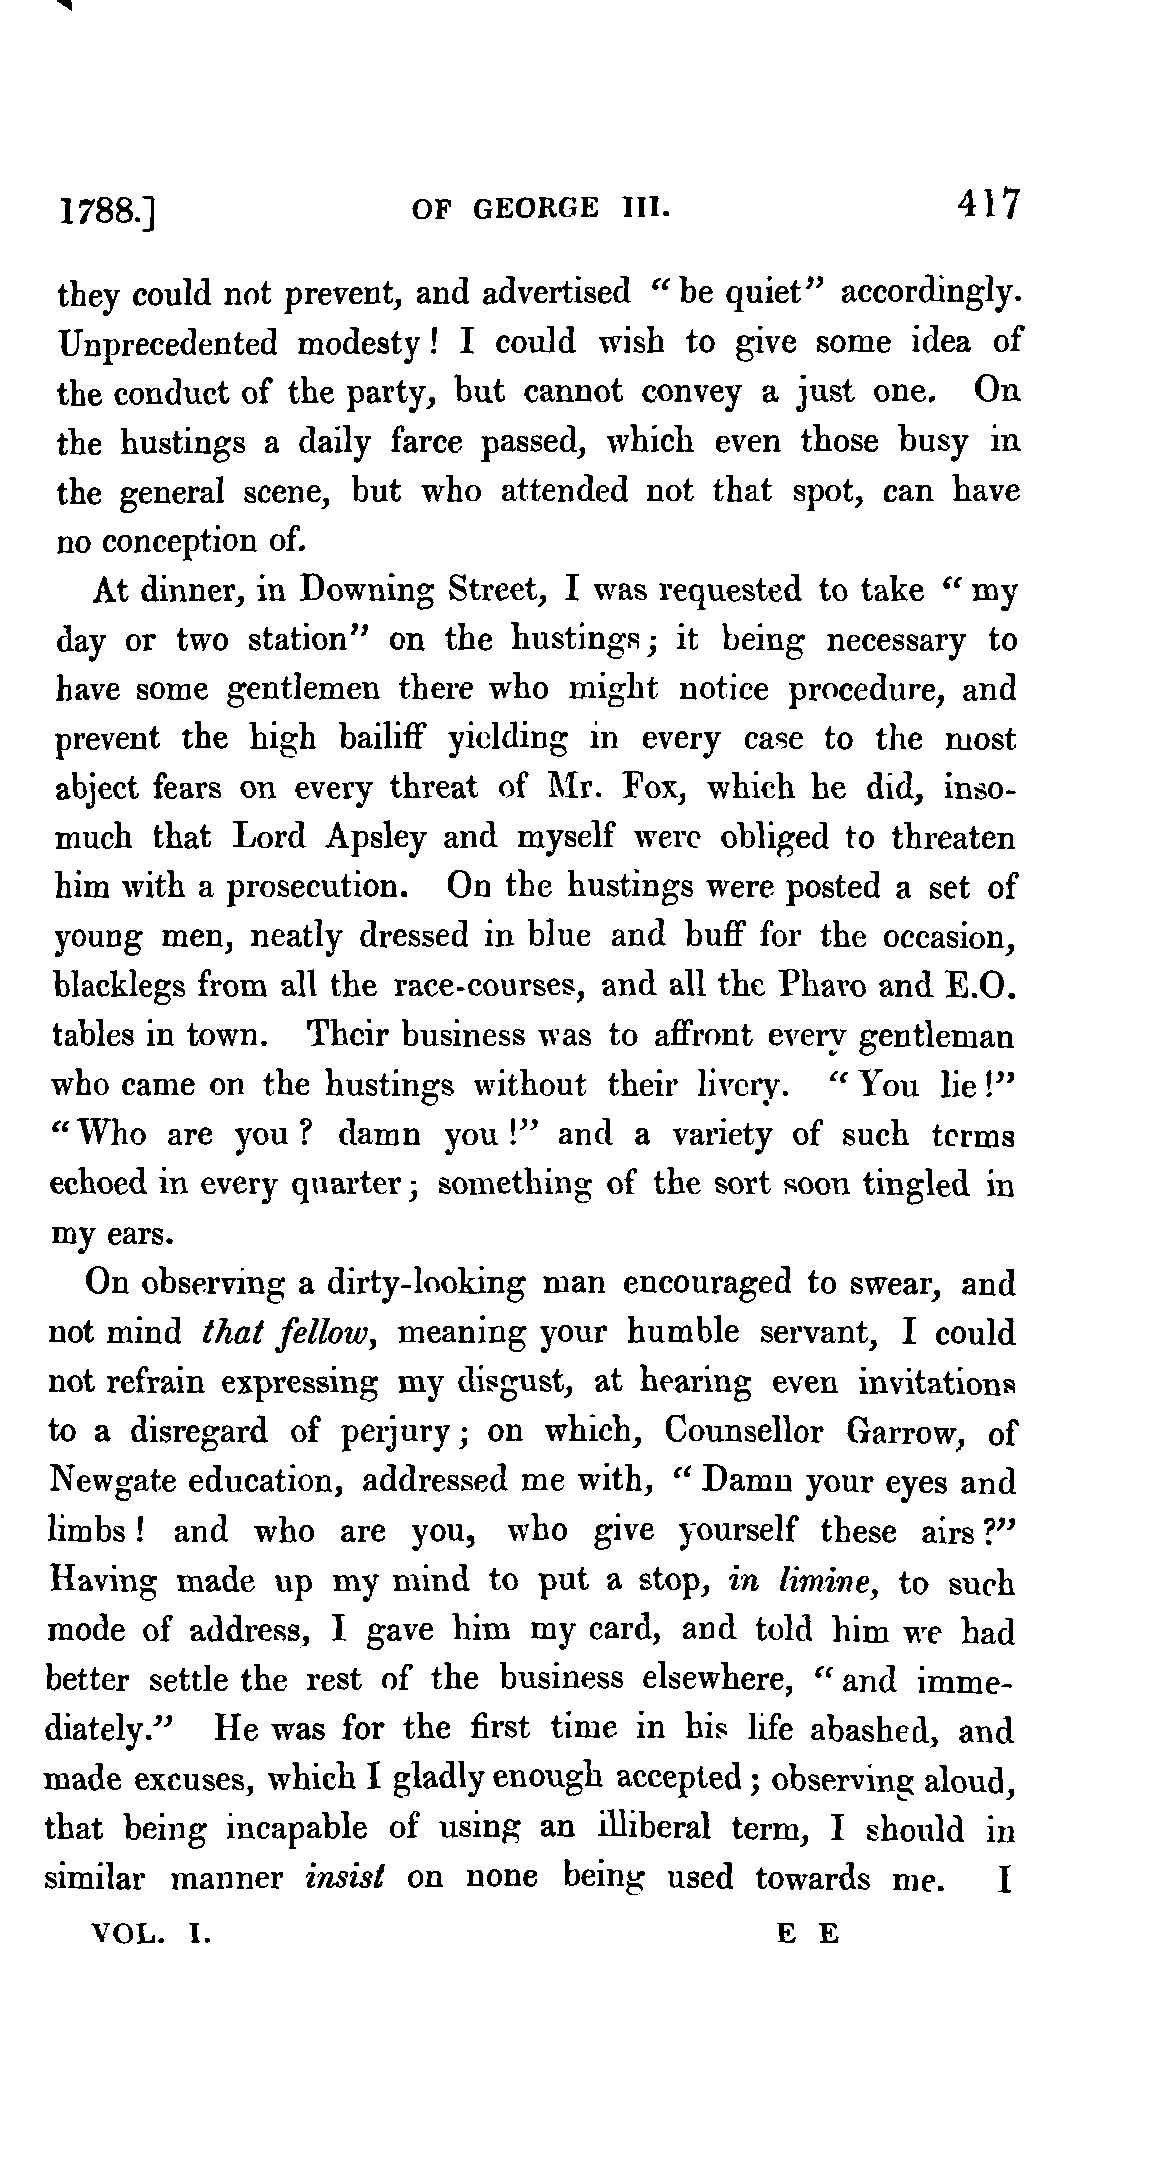 1788.] OF GEORGE III. 417
they could not prevent, and advertised “be quiet” accordingly.
Unprecedented modesty! I could wish to give some idea of
the conduct of the party, but cannot convey a just one. On
the hustings a daily farce passed, which even those busy in
the general scene, but who attended not that spot, can have
no conception of.
At dinner, in Downing Street, I was requested to take “my
day or two station” on the hustings; it being necessary to
have some gentlemen there who might notice procedure, and
prevent the high bailiff yielding in every case to the most
abject fears on every threat of Mr. Fox, which he did, inso-
much that Lord Apsley and myself were obliged to threaten
him with a prosecution. On the hustings were posted a set of
young men, neatly dressed in blue and buff for the occasion,
blacklegs from all the race-courses, and all the Pharo and E.O.
tables in town. Their business was to affront every gentleman
who came on the hustings without their livery. “You lie!”
“Who are you? damn you!” and a variety of such terms
echoed in every quarter; something of the sort soon tingled in
my ears.
On observing a dirty-looking man encouraged to swear, and
not mind that fellow, meaning your humble servant, I could
not refrain expressing my disgust, at hearing even invitations
to a disregard of perjury; on which, Counsellor Garrow, of
Newgate education, addressed me with, “Damn your eyes and
limbs! and who are you, who give yourself these airs?”
Having made up my mind to put a stop, in limine, to such
mode of address, I gave him my card, and told him we had
better settle the rest of the business elsewhere, “and imme-
diately.” He was for the first time in his life abashed, and
made excuses, which I gladly enough accepted; observing aloud,
that being incapable of using an illiberal term, I should in
similar manner insist on none being used towards me. I
VOL. I. E E